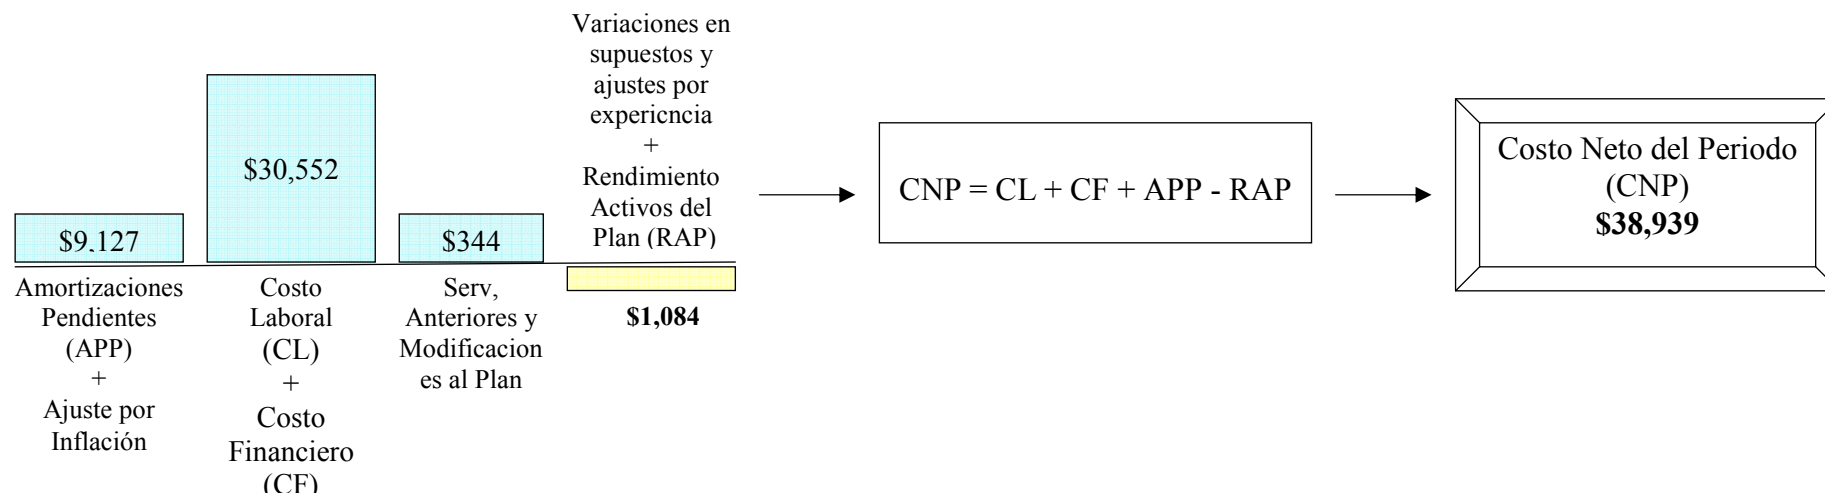 $9,127
Amortizaciones
Pendientes
(APP)
+
Ajuste por
Inflación
$30,552
Costo
Laboral
(CL)
+
Costo
Financiero
(CF)
$344
Serv,
Anteriores y
Modificacion
es al Plan
Variaciones en
supuestos y
ajustes por
experiencia
+
Rendimiento
Activos del
Plan (RAP)
$1,084
CNP = CL + CF + APP - RAP
Costo Neto del Periodo
(CNP)
$38,939